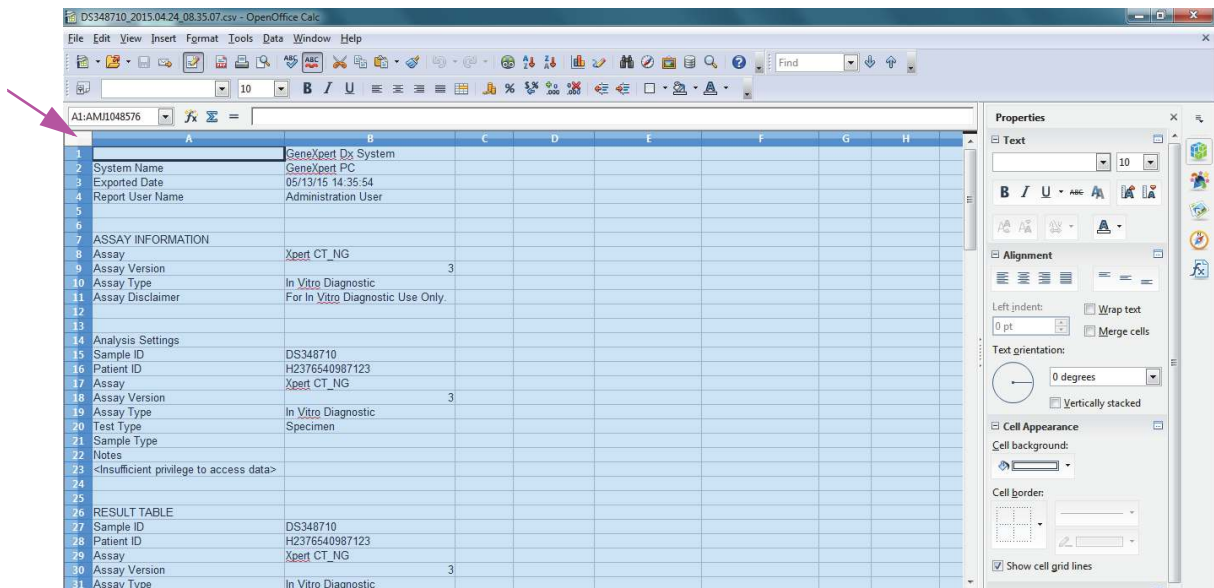 DS348710_2015.04.24_08.35.07.csv - OpenOffice Calc
File Edit View Insert Format Tools Data Window Help
Find
10 B I U
A1:AMJ1048576
A B C D E F G H
1 GeneXpert Dx System
2 System Name GeneXpert PC
3 Exported Date 05/13/15 14:35:54
4 Report User Name Administration User
5
6
7 ASSAY INFORMATION
8 Assay Xpert CT_NG
9 Assay Version 3
10 Assay Type In Vitro Diagnostic
11 Assay Disclaimer For In Vitro Diagnostic Use Only.
12
13
14 Analysis Settings
15 Sample ID DS348710
16 Patient ID H2376540987123
17 Assay Xpert CT_NG
18 Assay Version 3
19 Assay Type In Vitro Diagnostic
20 Test Type Specimen
21 Sample Type
22 Notes
23 <Insufficient privilege to access data>
24
25
26 RESULT TABLE
27 Sample ID DS348710
28 Patient ID H2376540987123
29 Assay Xpert CT_NG
30 Assay Version 3
31 Assay Type In Vitro Diagnostic
Properties
Text
10
B I U ABC
Alignment
Left indent:
0 pt
Wrap text
Merge cells
Text orientation:
0 degrees
Vertically stacked
Cell Appearance
Cell background:
Cell border:
Show cell grid lines